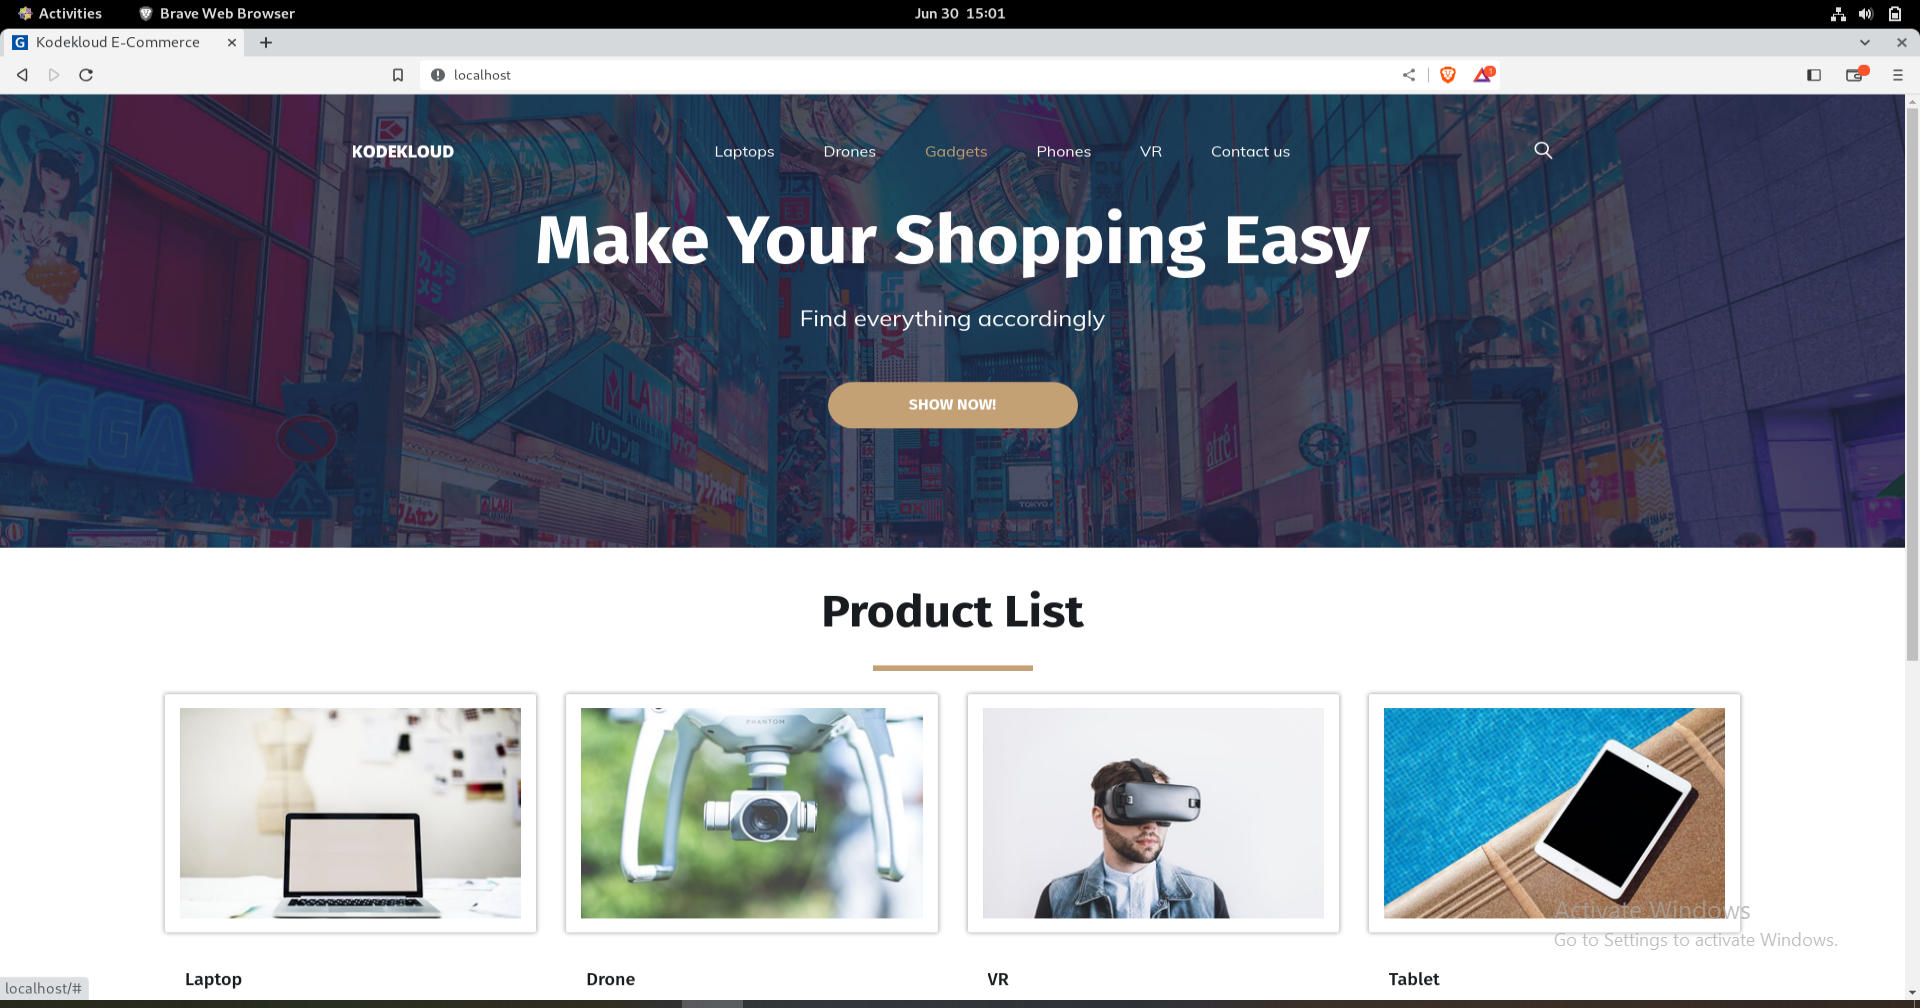 Activities Brave Web Browser Jun 30 15:01
Kodekloud E-Commerce
localhost
KODEKLOUD Laptops Drones Gadgets Phones VR Contact us
Make Your Shopping Easy
Find everything accordingly
SHOW NOW!
SEGA
Product List
PHANTOM
Activate Windows
Go to Settings to activate Windows.
Laptop Drone VR Tablet
localhost/#